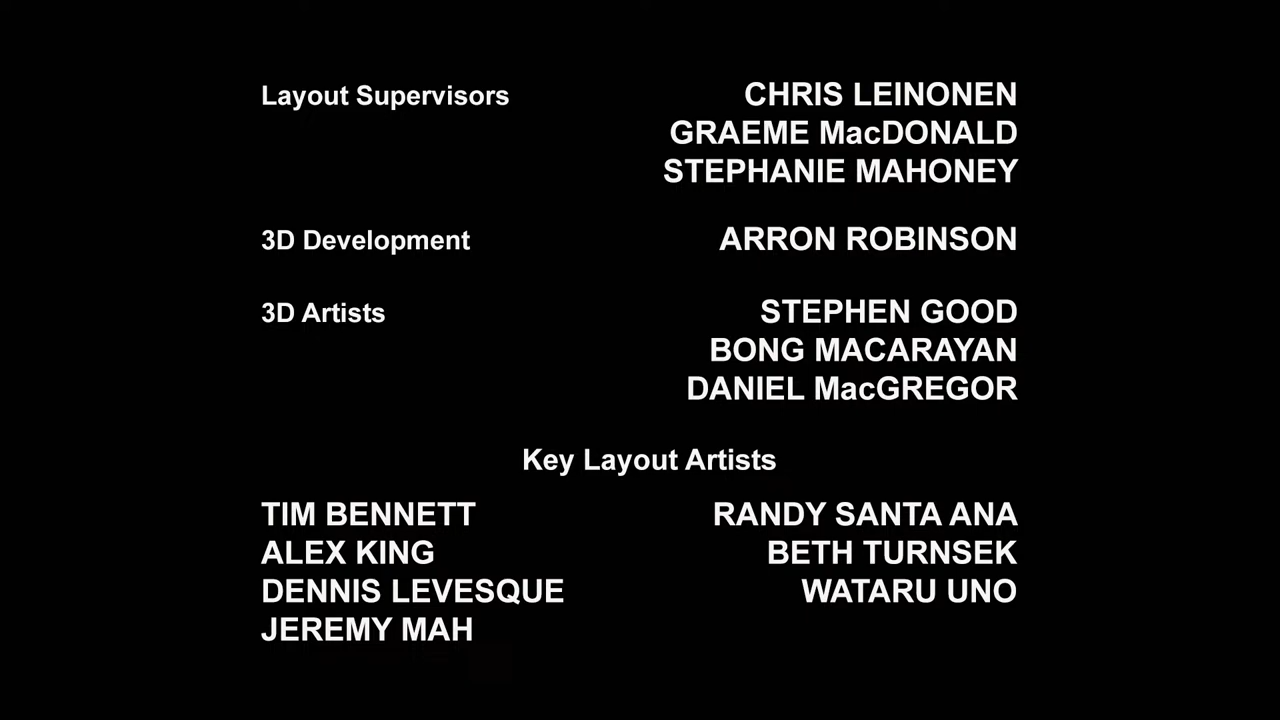 Layout Supervisors CHRIS LEINONEN
GRAEME MacDONALD
STEPHANIE MAHONEY
3D Development ARRON ROBINSON
3D Artists STEPHEN GOOD
BONG MACARAYAN
DANIEL MacGREGOR
Key Layout Artists
TIM BENNETT RANDY SANTA ANA
ALEX KING BETH TURNSEK
DENNIS LEVESQUE WATARU UNO
JEREMY MAH